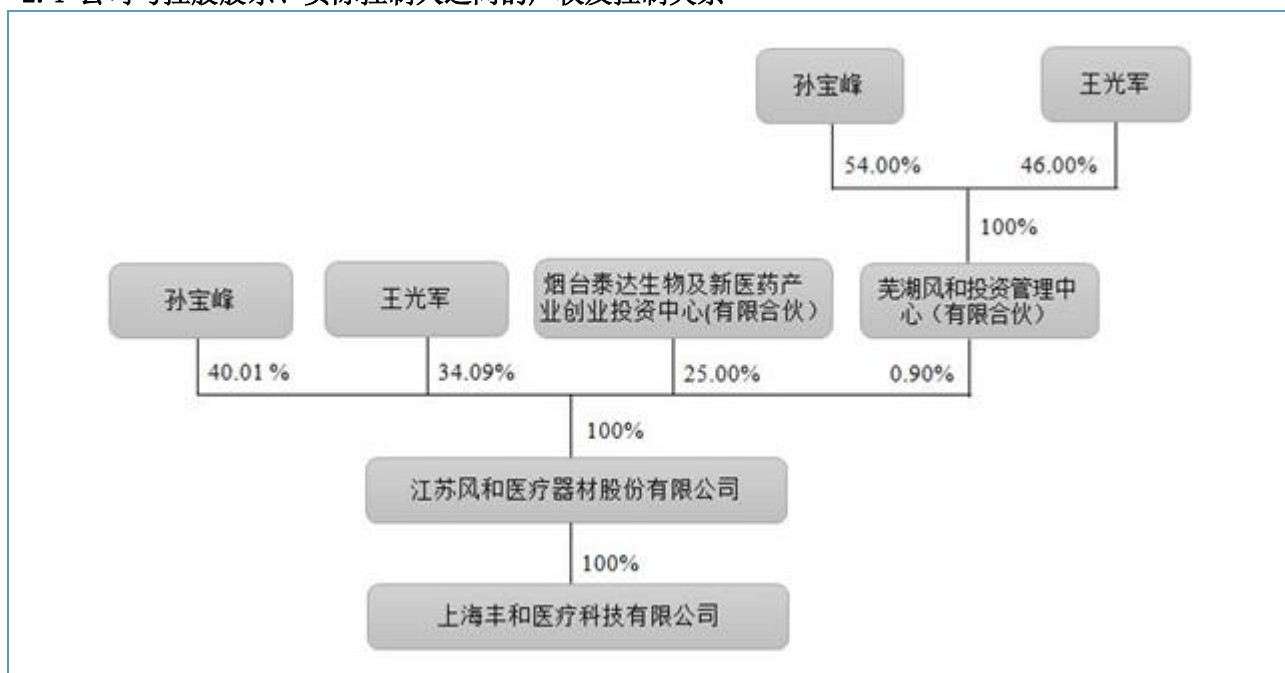 孙宝峰
王光军
54.00%
46.00%
100%
孙宝峰
王光军
烟台泰达生物及新医药产
业创业投资中心(有限合伙）
芜湖风和投资管理中
心（有限合伙）
40.01 %
34.09%
25.00%
0.90%
100%
江苏风和医疗器材股份有限公司
100%
上海丰和医疗科技有限公司